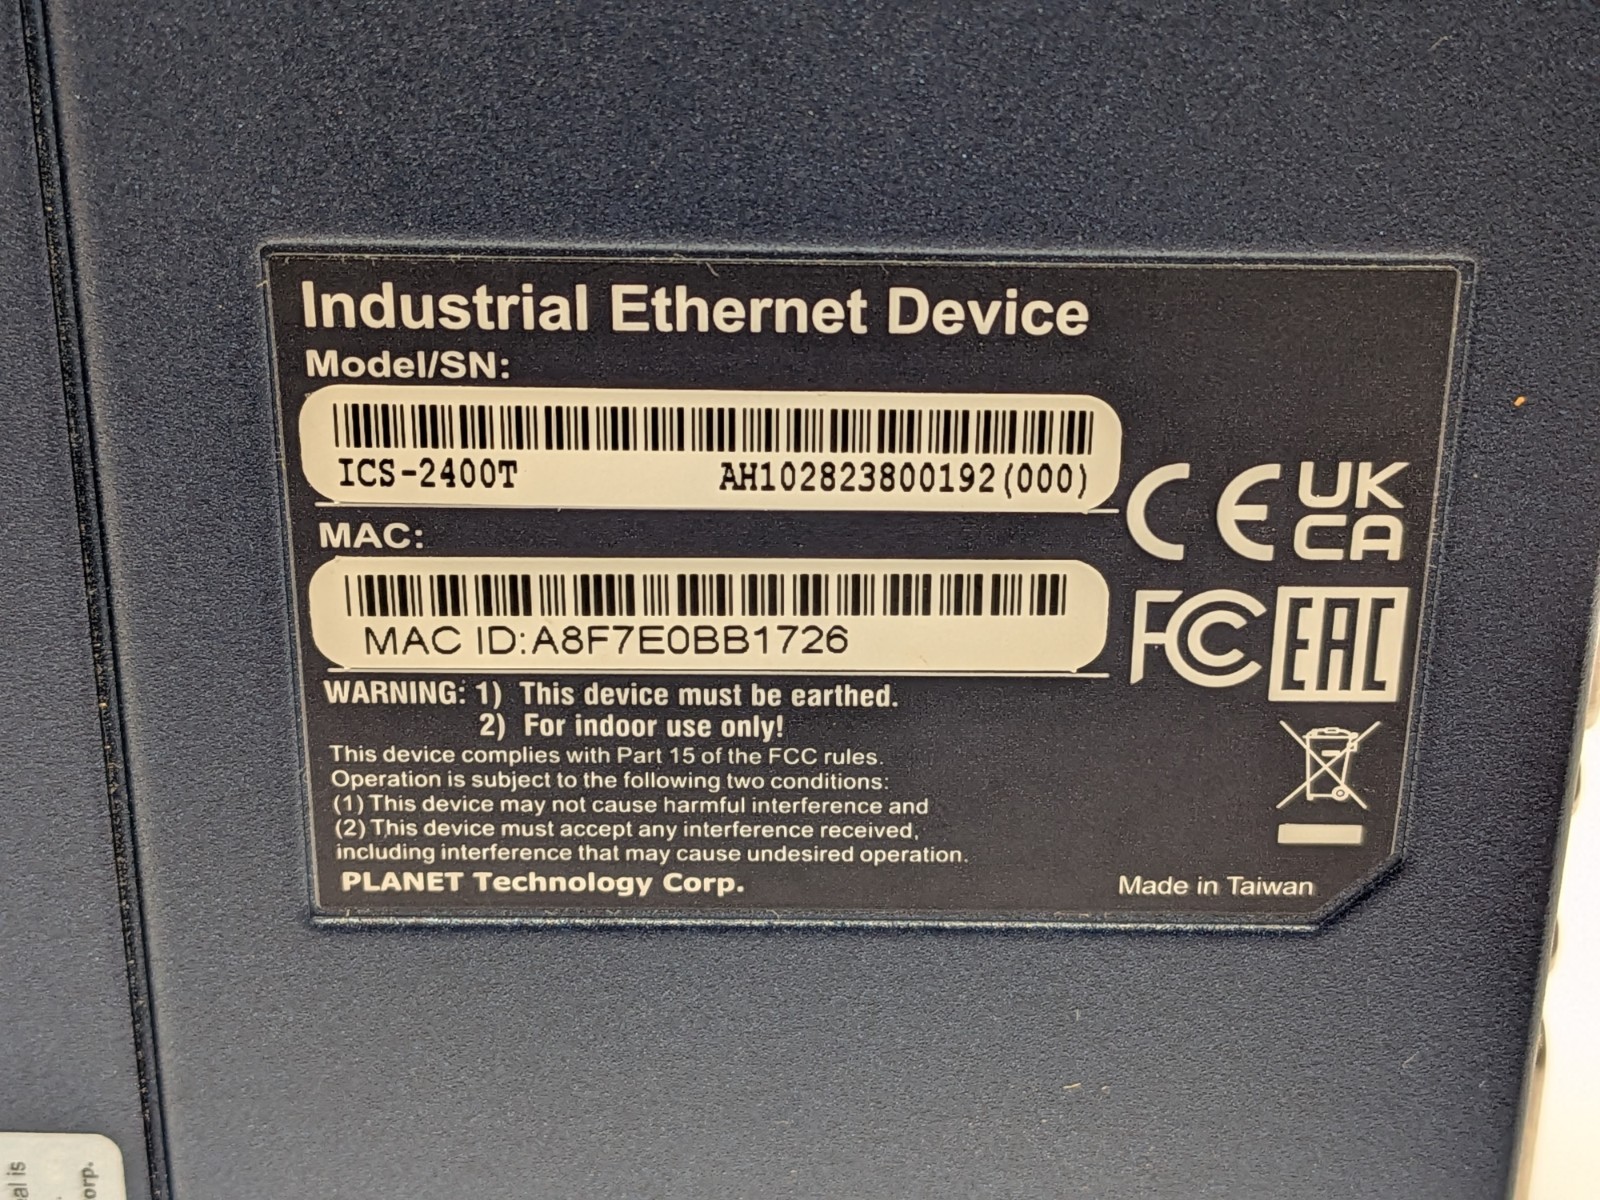 Industrial Ethernet Device
Model/SN:
ICS-2400T AH102823800192(000)
MAC:
MAC ID:A8F7E0BB1726
CE UK CA
FC EAC
WARNING: 1) This device must be earthed.
2) For indoor use only!
This device complies with Part 15 of the FCC rules.
Operation is subject to the following two conditions:
(1) This device may not cause harmful interference and
(2) This device must accept any interference received,
including interference that may cause undesired operation.
PLANET Technology Corp.
Made in Taiwan
is